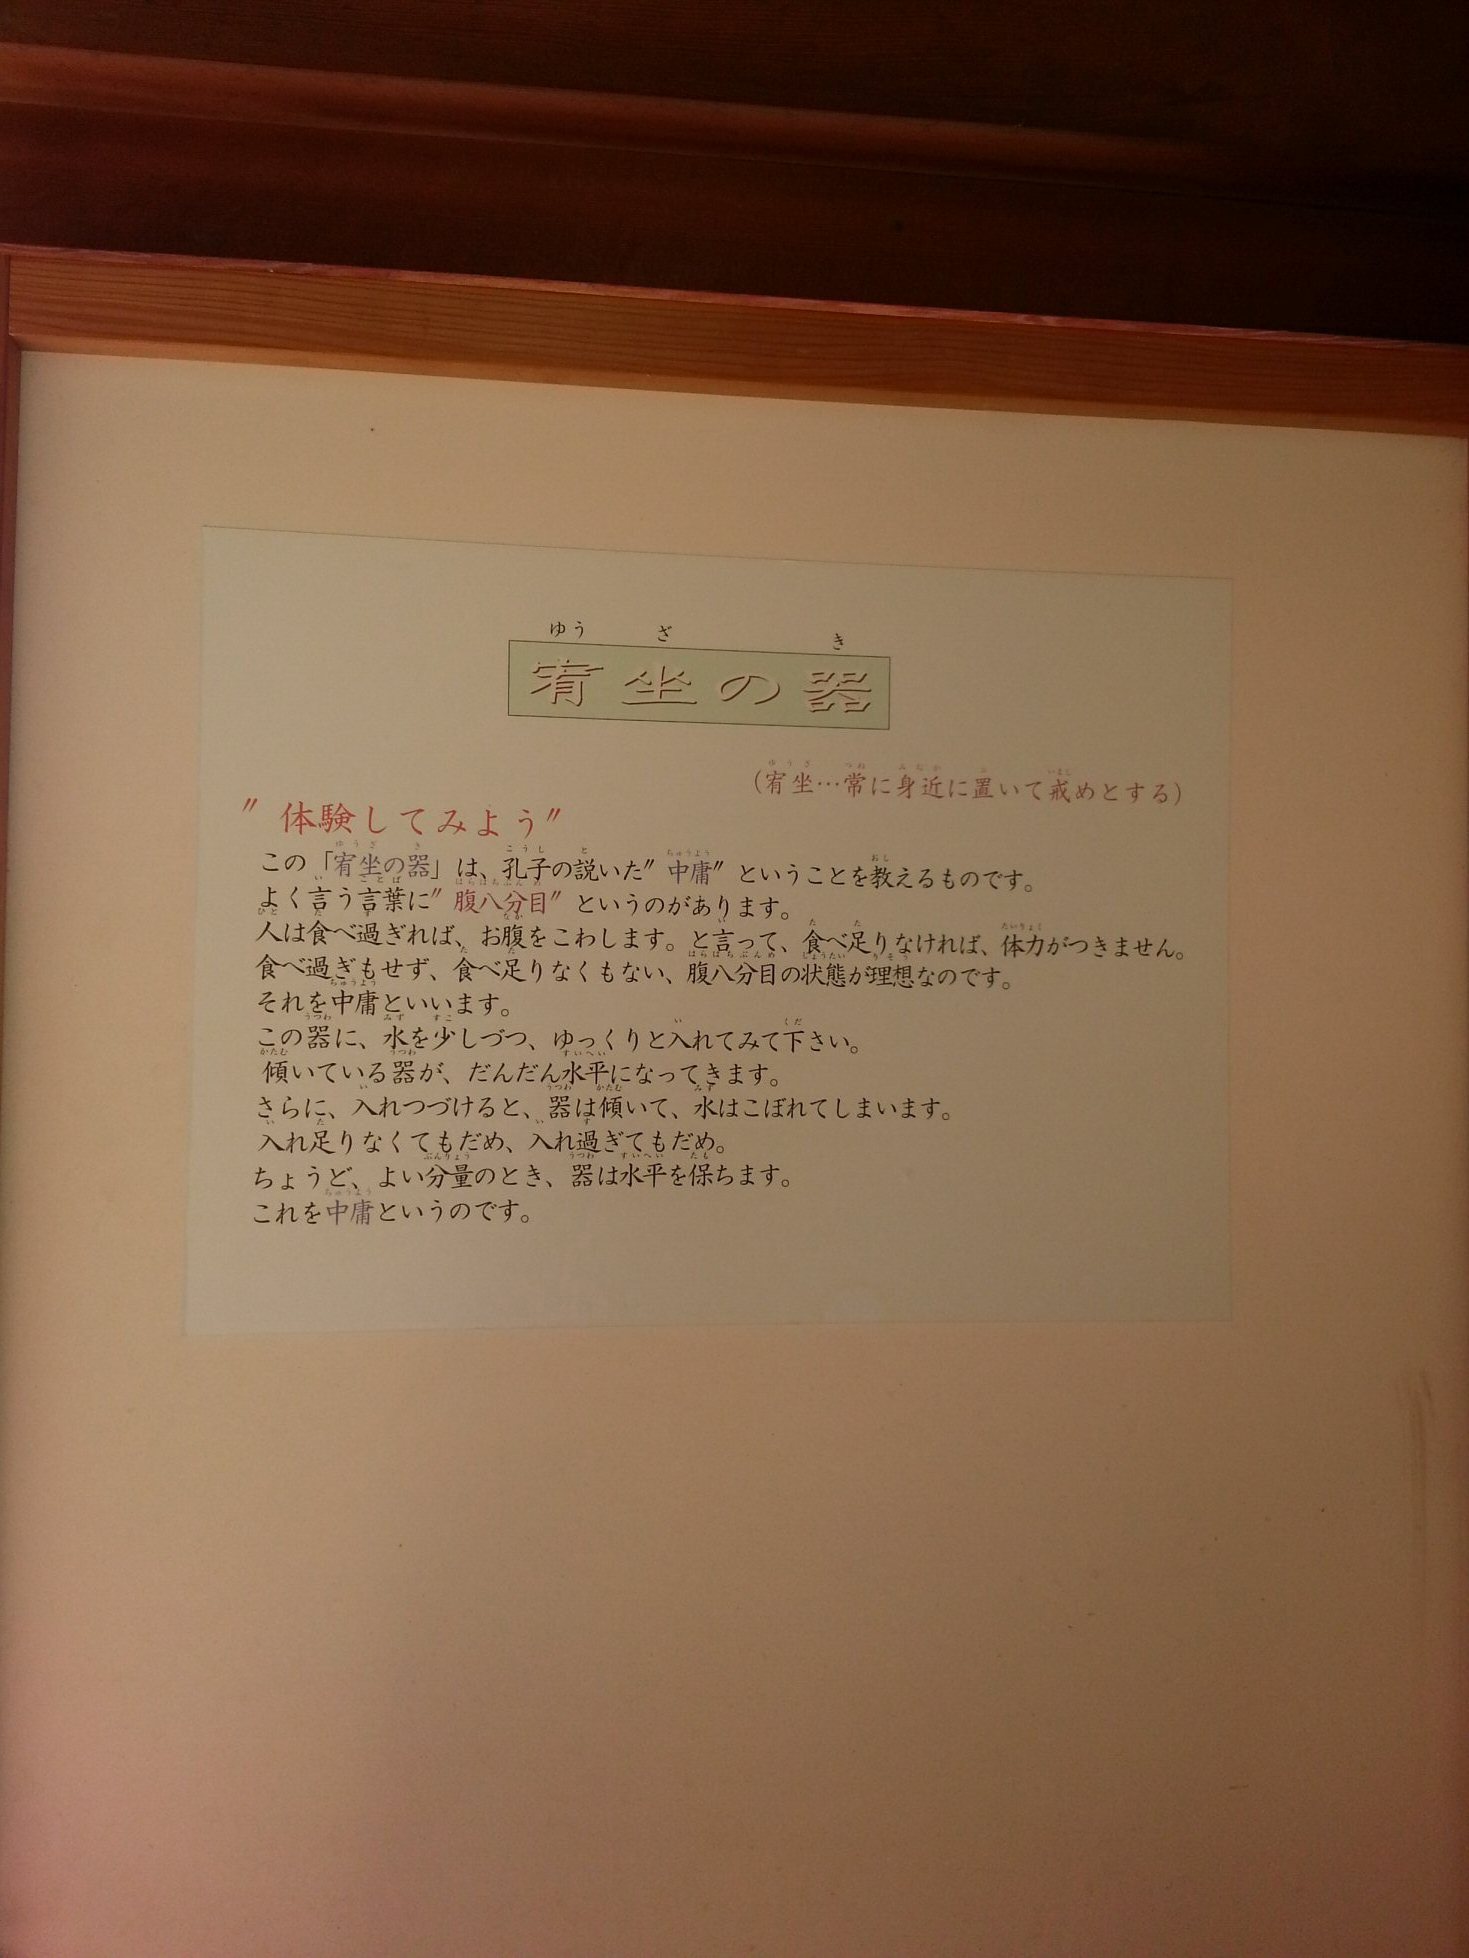 宥坐の器
(宥坐…常に身近に置いて戒めとする)
"体験してみよう"
この「宥坐の器」は、孔子の説いた"中庸"ということを教えるものです。
よく言う言葉に"腹八分目"というのがあります。
人は食べ過ぎれば、お腹をこわします。と言って、食べ足りなければ、体力がつきません。
食べ過ぎもせず、食べ足りなくもない、腹八分目の状態が理想なのです。
それを中庸といいます。
この器に、水を少しづつ、ゆっくりと入れてみて下さい。
傾いている器が、だんだん水平になってきます。
さらに、入れつづけると、器は傾いて、水はこぼれてしまいます。
入れ足りなくてもだめ、入れ過ぎてもだめ。
ちょうど、よい分量のとき、器は水平を保ちます。
これを中庸というのです。